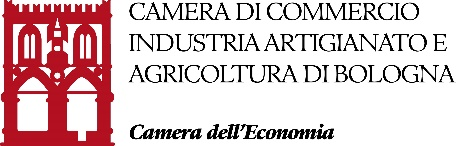 CAMERA DI COMMERCIO
INDUSTRIA ARTIGIANATO E
AGRICOLTURA DI BOLOGNA
Camera dell'Economia